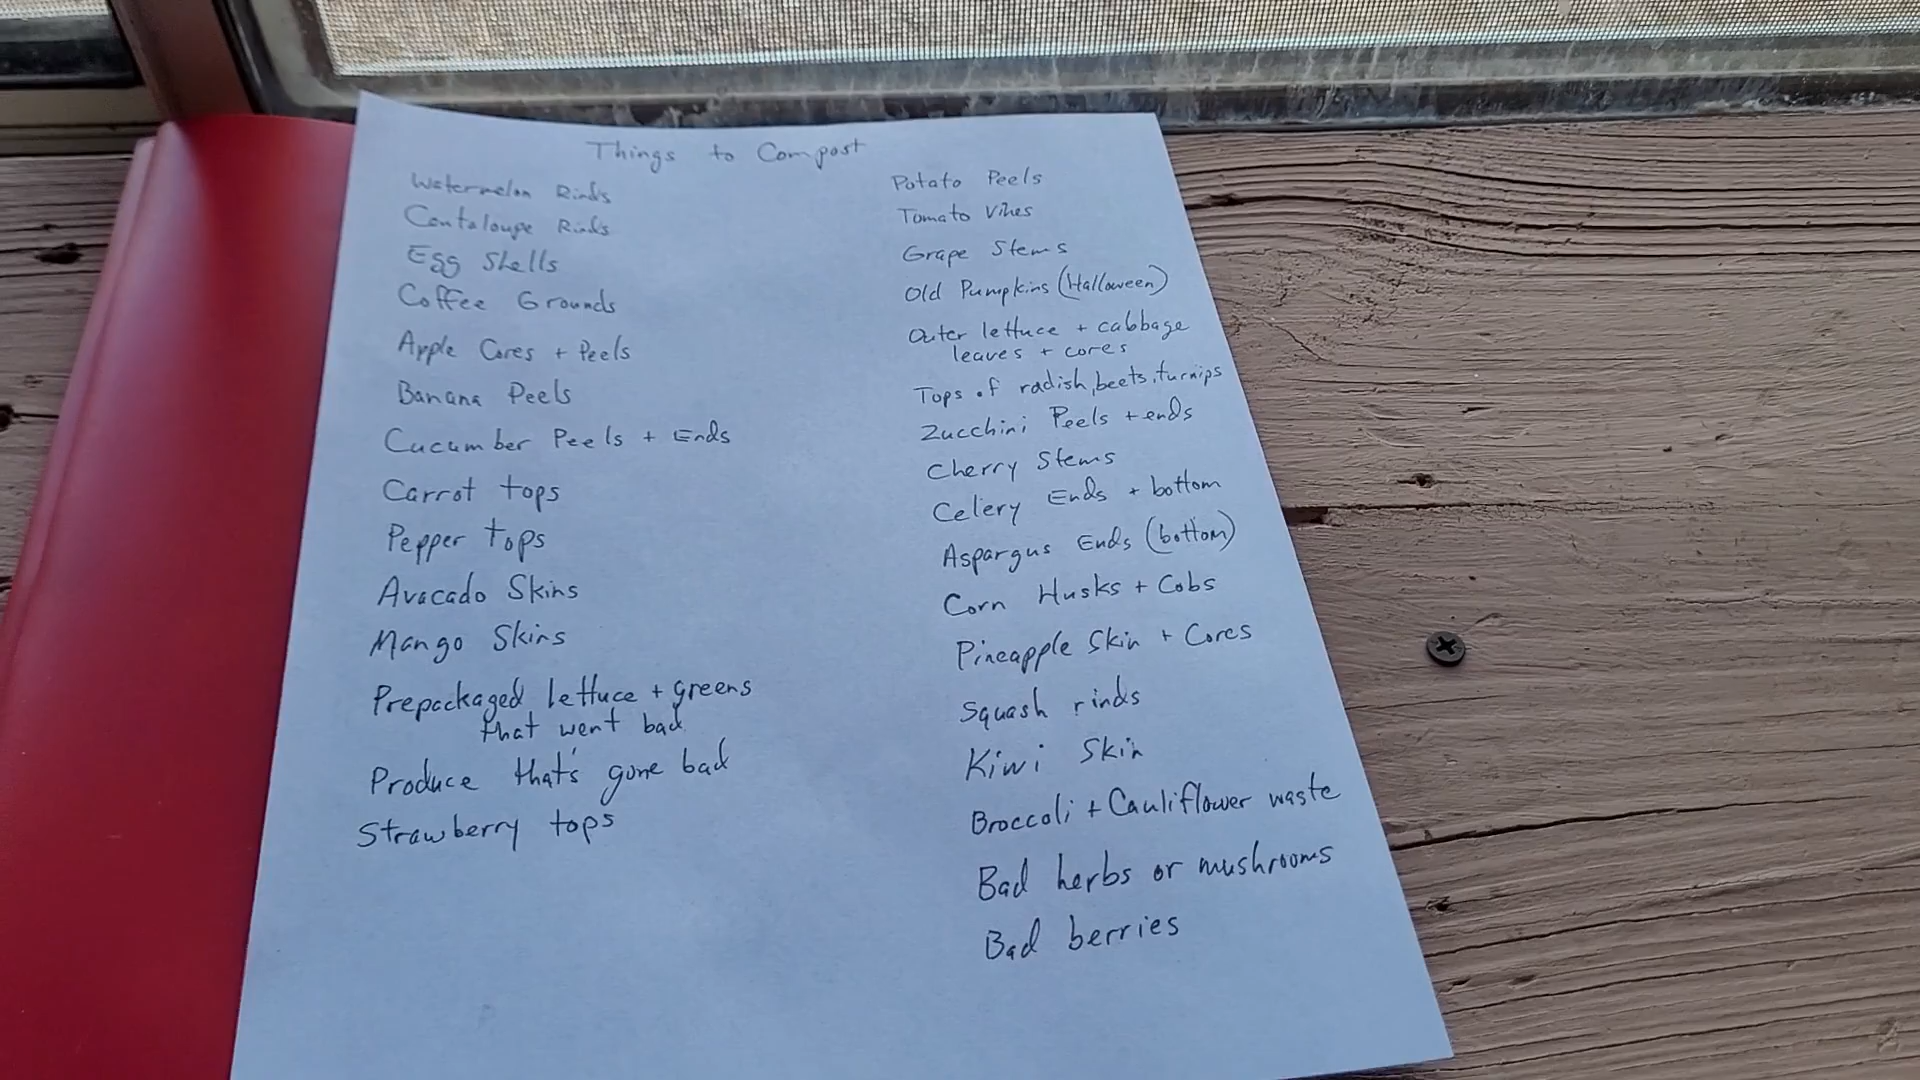 Things to Compost
Watermelon Rinds
Cantaloupe Rinds
Egg Shells
Coffee Grounds
Apple Cores + Peels
Banana Peels
Cucumber Peels + Ends
Carrot tops
Pepper tops
Avacado Skins
Mango Skins
Prepackaged lettuce + greens
that went bad
Produce that's gone bad
Strawberry tops
Potato Peels
Tomato Vines
Grape Stems
Old Pumpkins (Halloween)
Outer lettuce + cabbage
leaves + cores
Tops of radish, beets, turnips
Zucchini Peels + ends
Cherry Stems
Celery Ends + bottom
Aspargus Ends (bottom)
Corn Husks + Cobs
Pineapple Skin + Cores
Squash rinds
Kiwi Skin
Broccoli + Cauliflower waste
Bad herbs or mushrooms
Bad berries